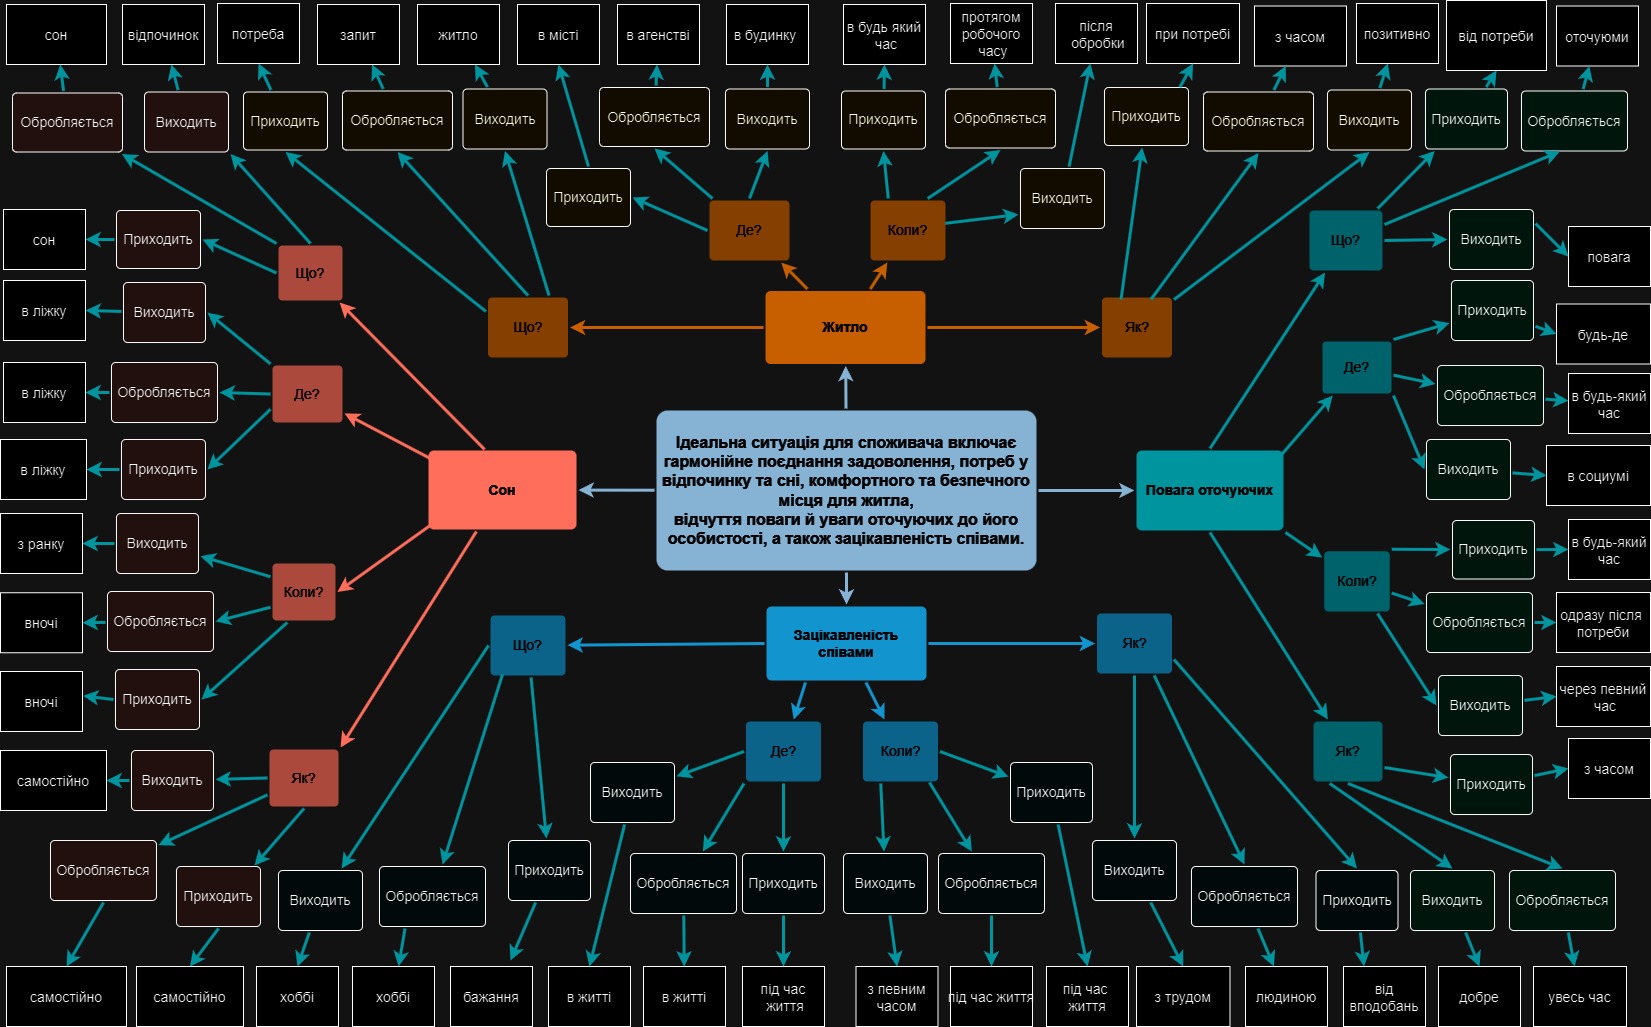 сон
відпочинок
потреба
запит
житло
в місті
в агенстві
в будинку
в будь який
час
протягом
робочого
часу
після
обробки
при потребі
з часом
позитивно
від потреби
оточуюми
Обробляється
Виходить
Приходить
Обробляється
Виходить
Обробляється
Виходить
Приходить
Обробляється
Приходить
Обробляється
Виходить
Приходить
Обробляється
Приходить
Виходить
сон
Приходить
Що?
Де?
Коли?
Що?
Виходить
повага
в ліжку
Виходить
Що?
Житло
Як?
Приходить
будь-де
в ліжку
Обробляється
Де?
Де?
Обробляється
в будь-який
час
в ліжку
Приходить
Виходить
в социумі
Сон
Ідеальна ситуація для споживача включає
гармонійне поєднання задоволення, потреб у
відпочинку та сні, комфортного та безпечного
місця для житла,
відчуття поваги й уваги оточуючих до його
особистості, а також зацікавленість співами.
Повага оточуючих
з ранку
Виходить
Приходить
в будь-який
час
Коли?
Коли?
вночі
Обробляється
Обробляється
одразу після
потреби
Що?
Зацікавленість
співами
Як?
вночі
Приходить
Виходить
через певний
час
самостійно
Виходить
Як?
Де?
Коли?
Як?
з часом
Виходить
Приходить
Приходить
Обробляється
Приходить
Виходить
Приходить
Виходить
Обробляється
Обробляється
Приходить
Виходить
Обробляється
Обробляється
Приходить
Виходить
Обробляється
самостійно
самостійно
хоббі
хоббі
бажання
в житті
в житті
під час
життя
з певним
часом
під час життя
під час
життя
з трудом
людиною
від
вподобань
добре
увесь час